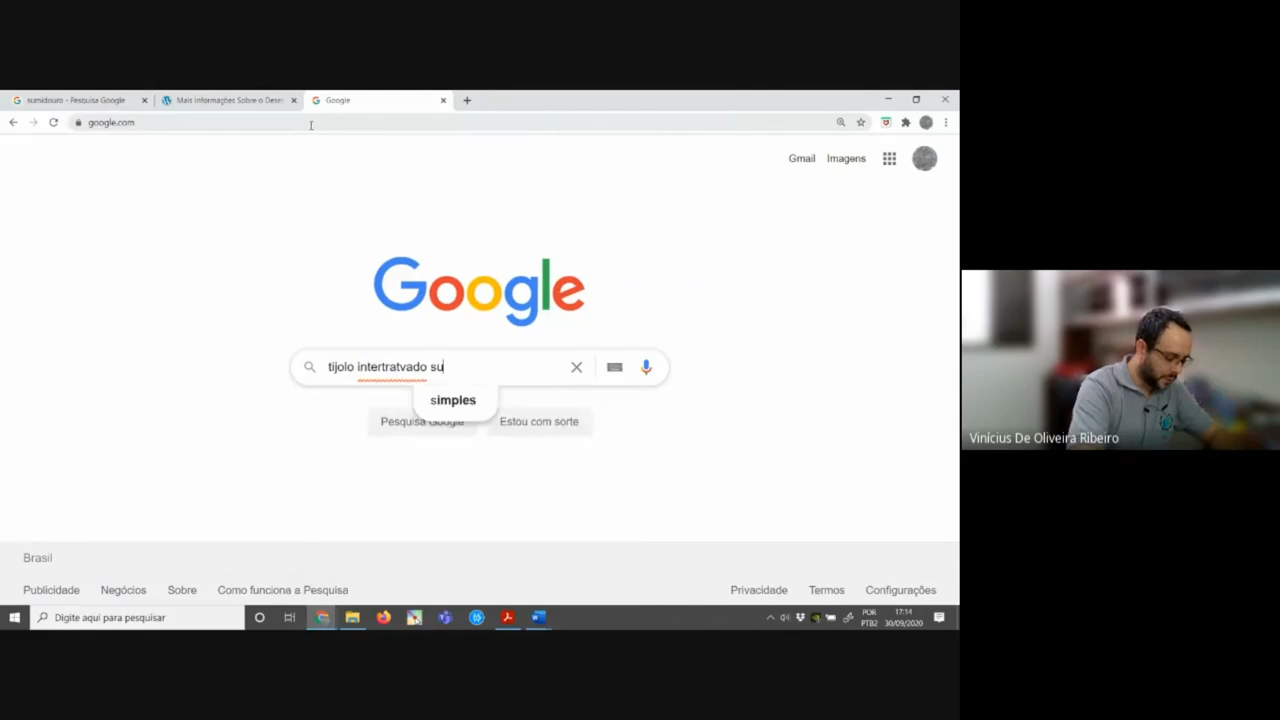 sumidouro - Pesquisa Google
Mais Informações Sobre o Deser
Google
google.com
Gmail
Imagens
Google
tijolo intertratvado su
simples
Pesquisa Google
Estou com sorte
Vinícius De Oliveira Ribeiro
Brasil
Publicidade
Negócios
Sobre
Como funciona a Pesquisa
Privacidade
Termos
Configurações
Digite aqui para pesquisar
POR
PTB2
17:14
30/09/2020